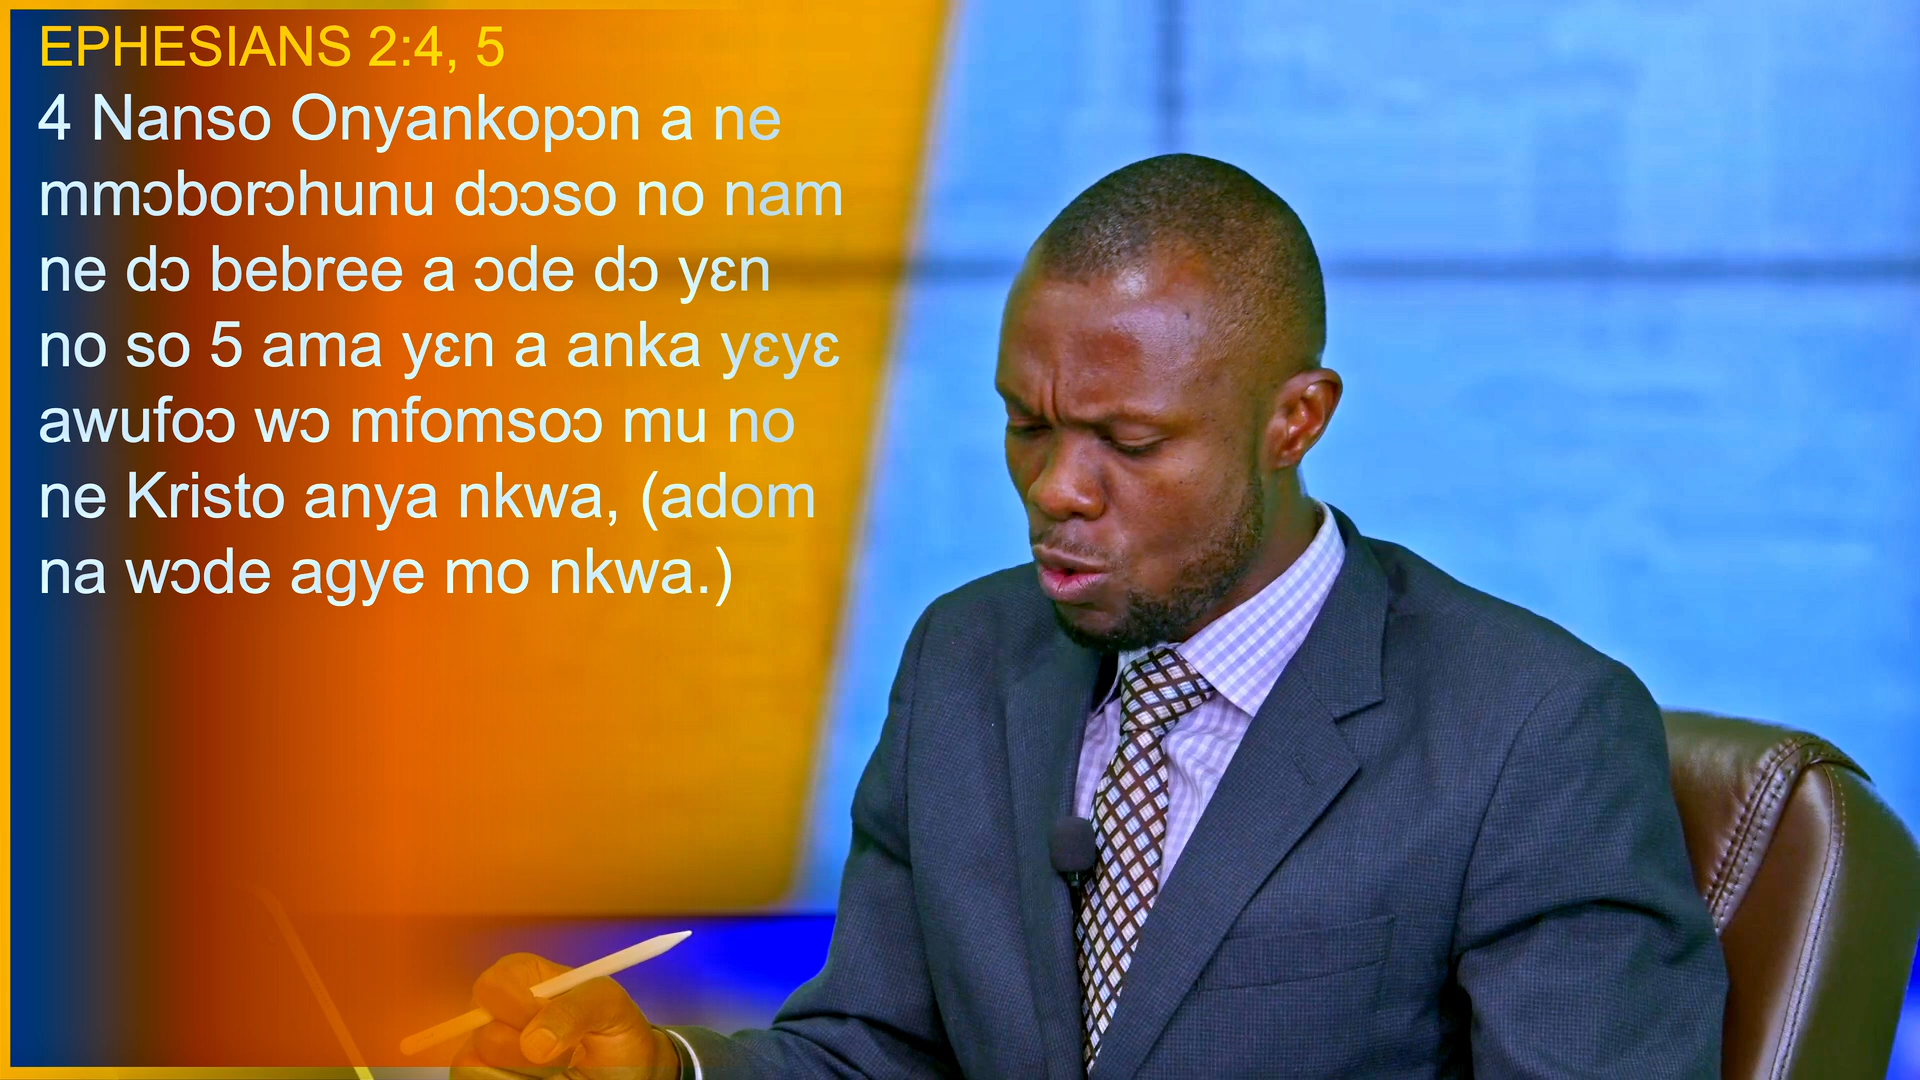 EPHESIANS 2:4, 5
4 Nanso Onyankopɔn a ne
mmɔborɔhunu dɔɔso no nam
ne dɔ bebree a ɔde dɔ yɛn
no so 5 ama yɛn a anka yɛyɛ
awufoɔ wɔ mfomsoɔ mu no
ne Kristo anya nkwa, (adom
na wɔde agye mo nkwa.)